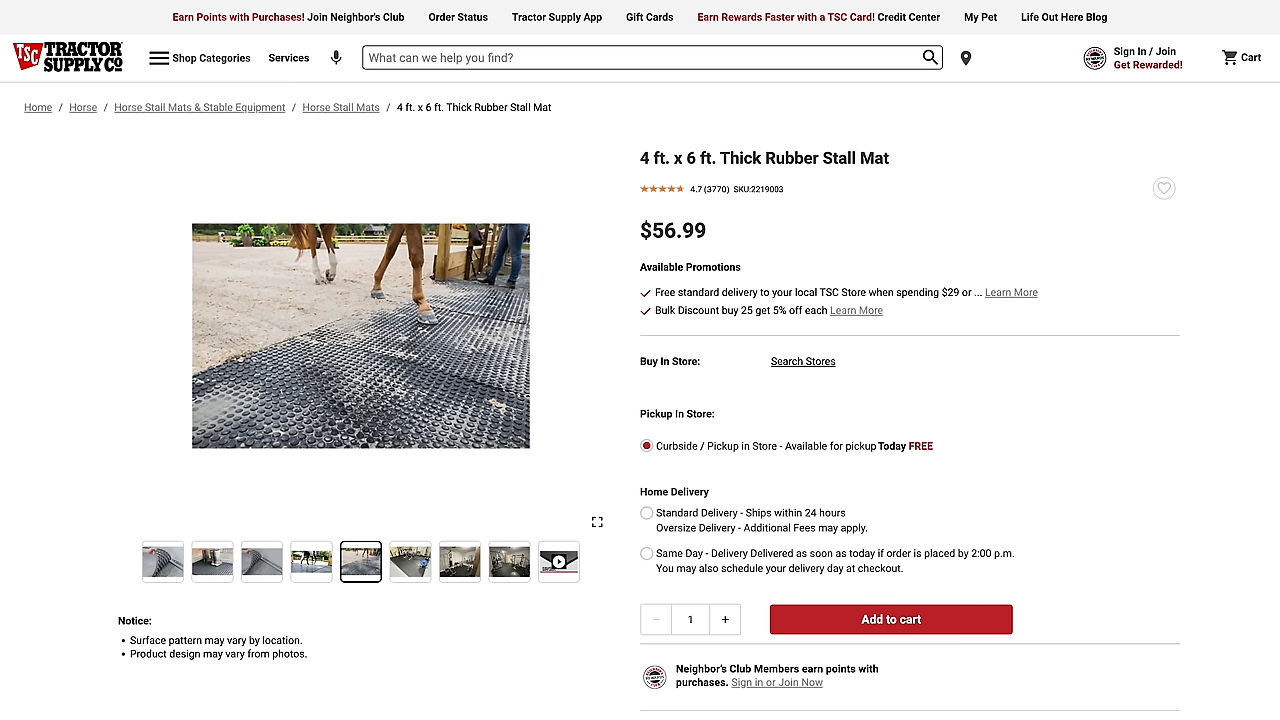 Earn Points with Purchases! Join Neighbor's Club Order Status Tractor Supply App Gift Cards Earn Rewards Faster with a TSC Card! Credit Center My Pet Life Out Here Blog
TSC TRACTOR SUPPLY CO
Shop Categories Services What can we help you find? Sign In / Join
Get Rewarded! Cart
Home / Horse / Horse Stall Mats & Stable Equipment / Horse Stall Mats / 4 ft. x 6 ft. Thick Rubber Stall Mat
4 ft. x 6 ft. Thick Rubber Stall Mat
4.7 (3770) SKU:2219003
$56.99
Available Promotions
Free standard delivery to your local TSC Store when spending $29 or ... Learn More
Bulk Discount buy 25 get 5% off each Learn More
Buy In Store: Search Stores
Pickup In Store:
Curbside / Pickup in Store - Available for pickup Today FREE
Home Delivery
Standard Delivery - Ships within 24 hours
Oversize Delivery - Additional Fees may apply.
Same Day - Delivery Delivered as soon as today if order is placed by 2:00 p.m.
You may also schedule your delivery day at checkout.
− 1 + Add to cart
Notice:
• Surface pattern may vary by location.
• Product design may vary from photos.
Neighbor's Club Members earn points with
purchases. Sign in or Join Now